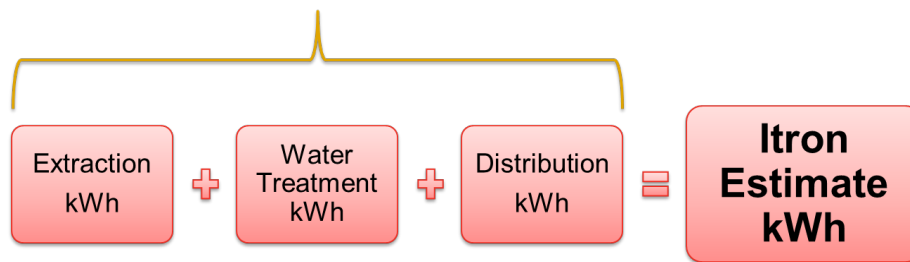 Extraction
kWh
+
Water
Treatment
kWh
+
Distribution
kWh
=
Itron
Estimate
kWh